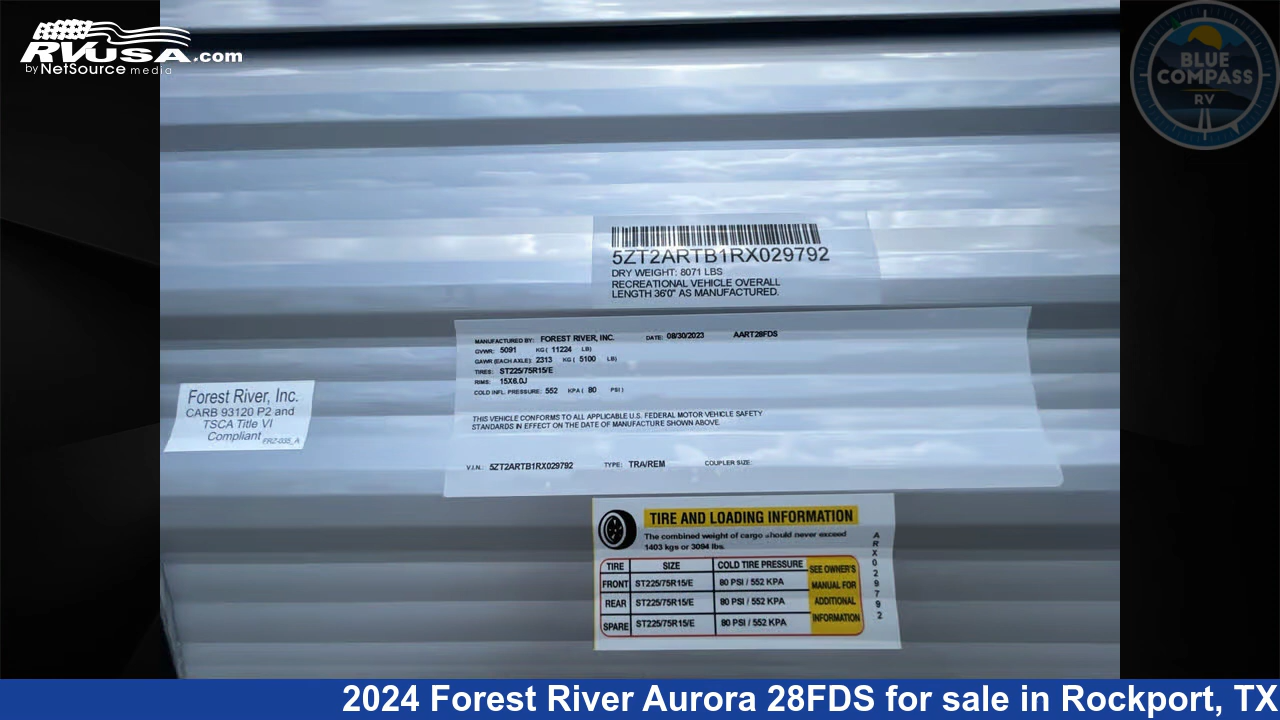 RVUSA.com
by NetSource media
BLUE
COMPASS
RV
5ZT2ARTB1RX029792
DRY WEIGHT: 8071 LBS
RECREATIONAL VEHICLE OVERALL
LENGTH 36'0" AS MANUFACTURED.
MANUFACTURED BY: FOREST RIVER, INC. DATE: 08/30/2023 AART28FDS
GVWR: 5091 KG ( 11224 LB)
GAWR (EACH AXLE): 2313 KG ( 5100 LB)
TIRES: ST225/75R15/E
RIMS: 15X6.0J
COLD INFL. PRESSURE: 552 KPA ( 80 PSI )
THIS VEHICLE CONFORMS TO ALL APPLICABLE U.S. FEDERAL MOTOR VEHICLE SAFETY
STANDARDS IN EFFECT ON THE DATE OF MANUFACTURE SHOWN ABOVE.
V.I.N.: 5ZT2ARTB1RX029792 TYPE: TRA/REM COUPLER SIZE:
Forest River, Inc.
CARB 93120 P2 and
TSCA Title VI
Compliant FRZ-035_A
TIRE AND LOADING INFORMATION
The combined weight of cargo should never exceed
1403 kgs or 3094 lbs.
TIRE SIZE COLD TIRE PRESSURE
FRONT ST225/75R15/E 80 PSI / 552 KPA
REAR ST225/75R15/E 80 PSI / 552 KPA
SPARE ST225/75R15/E 80 PSI / 552 KPA
SEE OWNER'S
MANUAL FOR
ADDITIONAL
INFORMATION
ARX029792
2024 Forest River Aurora 28FDS for sale in Rockport, TX